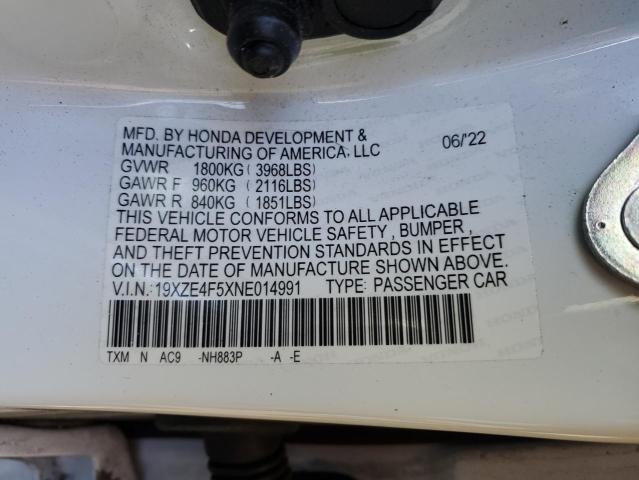 MFD. BY HONDA DEVELOPMENT &
MANUFACTURING OF AMERICA, LLC 06/'22
GVWR 1800KG ( 3968LBS)
GAWR F 960KG ( 2116LBS)
GAWR R 840KG ( 1851LBS)
THIS VEHICLE CONFORMS TO ALL APPLICABLE
FEDERAL MOTOR VEHICLE SAFETY , BUMPER ,
AND THEFT PREVENTION STANDARDS IN EFFECT
ON THE DATE OF MANUFACTURE SHOWN ABOVE.
V.I.N.: 19XZE4F5XNE014991 TYPE: PASSENGER CAR
TXM N AC9 -NH883P -A -E